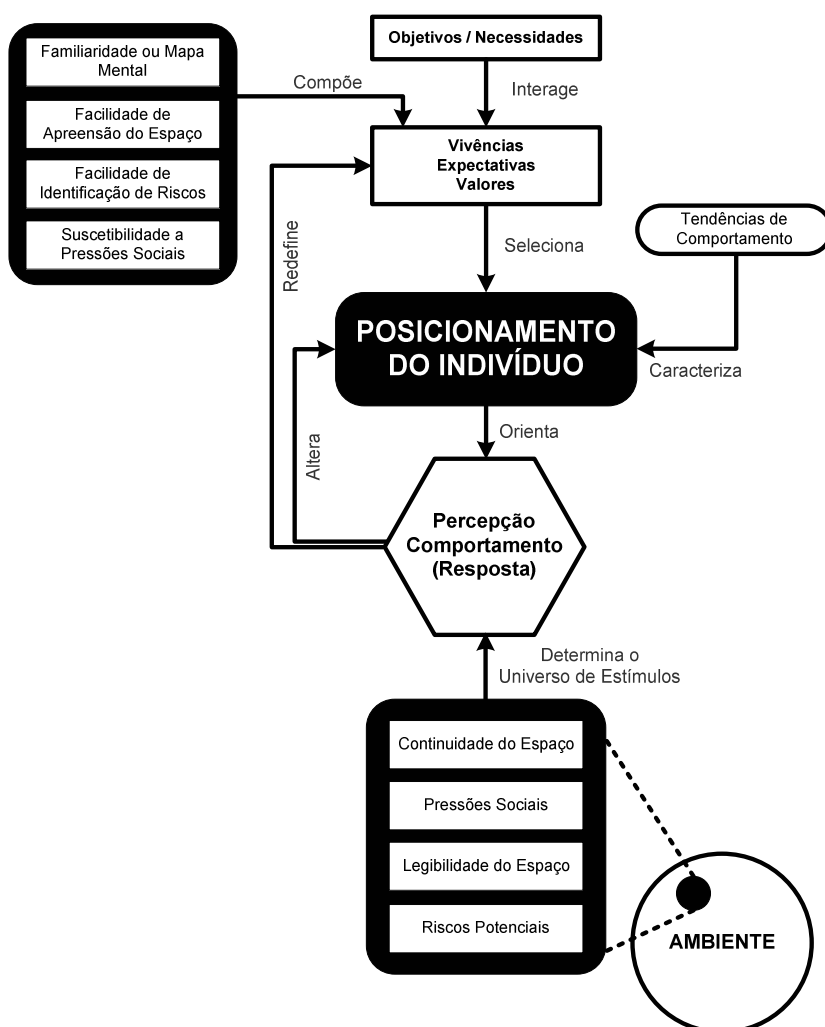 Objetivos / Necessidades
Familiaridade ou Mapa
Mental
Facilidade de
Apreensão do Espaço
Facilidade de
Identificação de Riscos
Suscetibilidade a
Pressões Sociais
Compõe
Interage
Vivências
Expectativas
Valores
Redefine
Seleciona
Tendências de
Comportamento
POSICIONAMENTO
DO INDIVÍDUO
Caracteriza
Altera
Orienta
Percepção
Comportamento
(Resposta)
Determina o
Universo de Estímulos
Continuidade do Espaço
Pressões Sociais
Legibilidade do Espaço
Riscos Potenciais
AMBIENTE